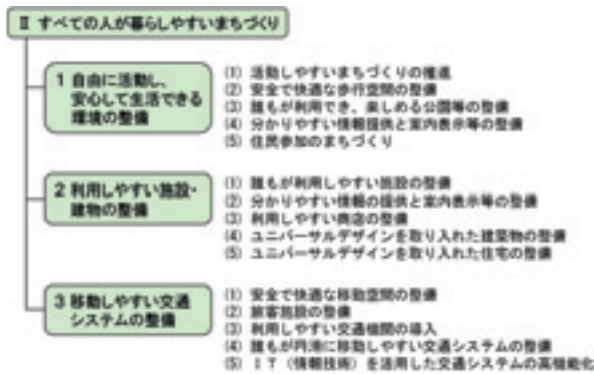 Ⅱ すべての人が暮らしやすいまちづくり
1 自由に活動し、
安心して生活できる
環境の整備
(1) 活動しやすいまちづくりの推進
(2) 安全で快適な歩行空間の整備
(3) 誰もが利用でき、楽しめる公園等の整備
(4) 分かりやすい情報提供と案内表示等の整備
(5) 住民参加のまちづくり
2 利用しやすい施設・
建物の整備
(1) 誰もが利用しやすい施設の整備
(2) 分かりやすい情報の提供と案内表示等の整備
(3) 利用しやすい商店の整備
(4) ユニバーサルデザインを取り入れた建築物の整備
(5) ユニバーサルデザインを取り入れた住宅の整備
3 移動しやすい交通
システムの整備
(1) 安全で快適な移動空間の整備
(2) 旅客施設の整備
(3) 利用しやすい交通機関の導入
(4) 誰もが円滑に移動しやすい交通システムの整備
(5) IT（情報技術）を活用した交通システムの高機能化